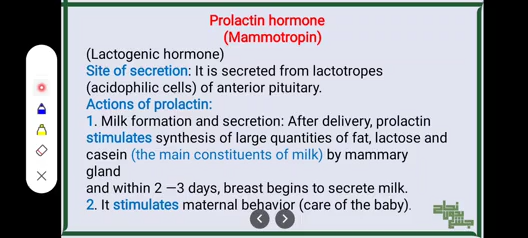 Prolactin hormone
(Mammotropin)
(Lactogenic hormone)
Site of secretion: It is secreted from lactotropes
(acidophilic cells) of anterior pituitary.
Actions of prolactin:
1. Milk formation and secretion: After delivery, prolactin
stimulates synthesis of large quantities of fat, lactose and
casein (the main constituents of milk) by mammary
gland
and within 2 –3 days, breast begins to secrete milk.
2. It stimulates maternal behavior (care of the baby).